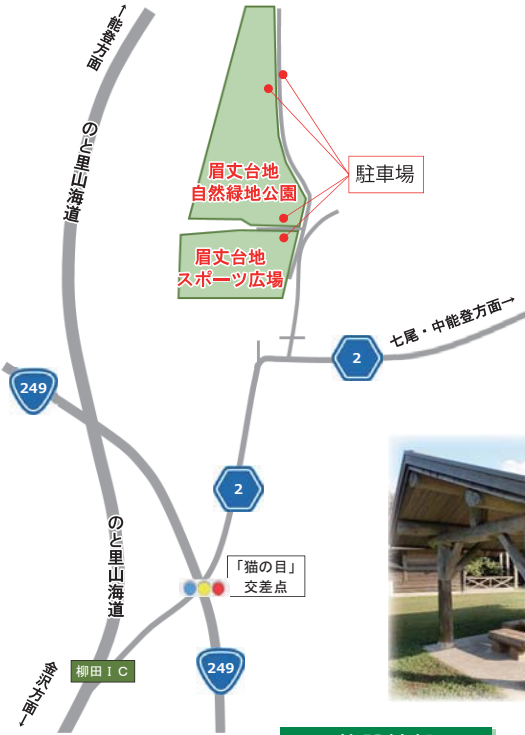 ↑能登方面
のと里山海道
眉丈台地
自然緑地公園
駐車場
眉丈台地
スポーツ広場
七尾・中能登方面→
2
249
2
のと里山海道
「猫の目」
交差点
柳田IC
249
金沢方面↓